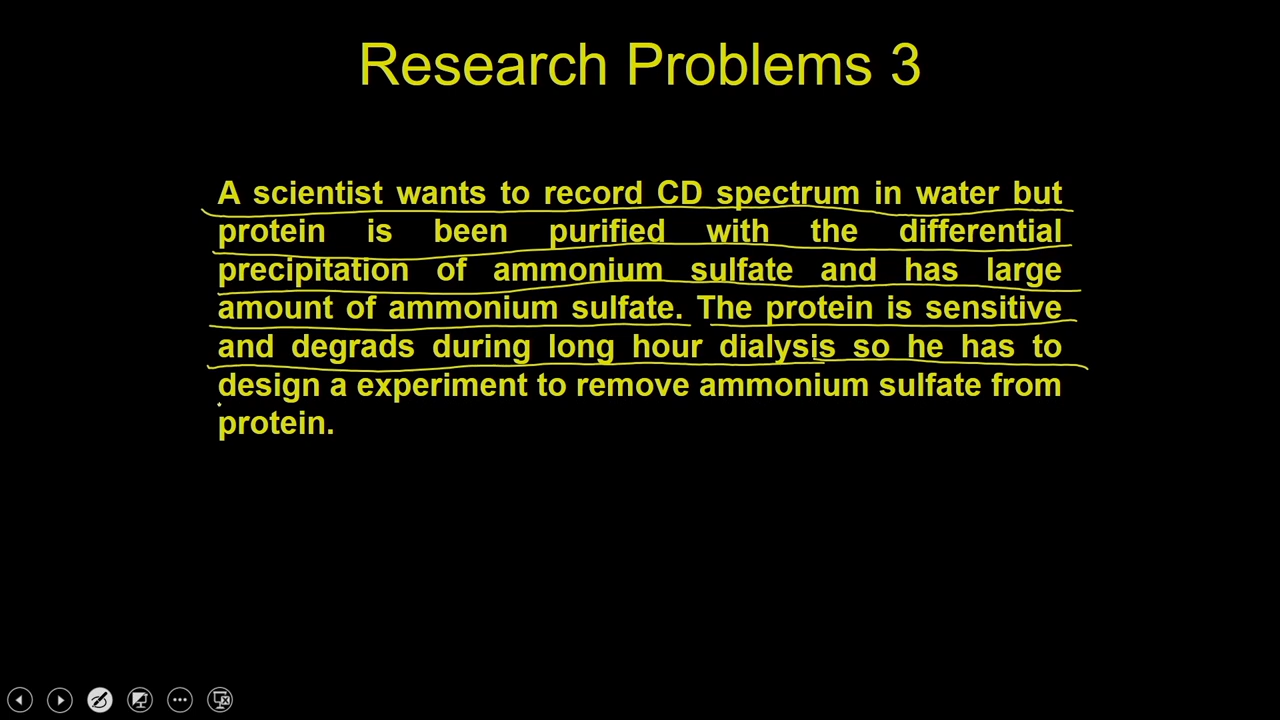 Research Problems 3
A scientist wants to record CD spectrum in water but
protein is been purified with the differential
precipitation of ammonium sulfate and has large
amount of ammonium sulfate. The protein is sensitive
and degrads during long hour dialysis so he has to
design a experiment to remove ammonium sulfate from
protein.